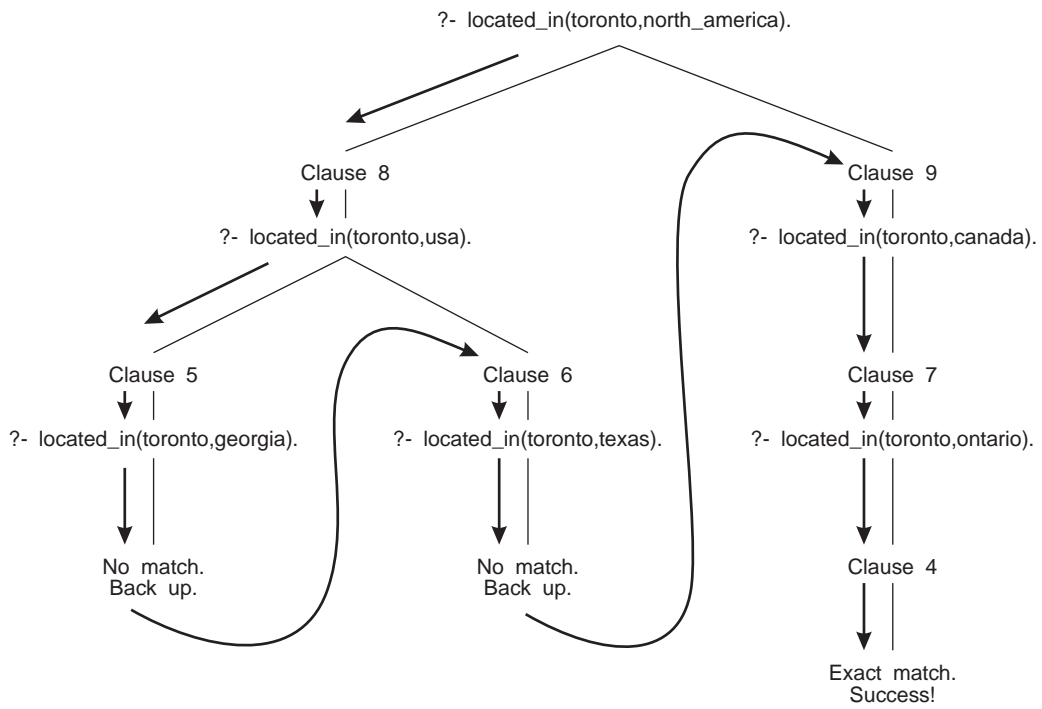 ?- located_in(toronto,north_america).
Clause 8
Clause 9
?- located_in(toronto,usa).
?- located_in(toronto,canada).
Clause 5
Clause 6
Clause 7
?- located_in(toronto,georgia).
?- located_in(toronto,texas).
?- located_in(toronto,ontario).
No match.
Back up.
No match.
Back up.
Clause 4
Exact match.
Success!